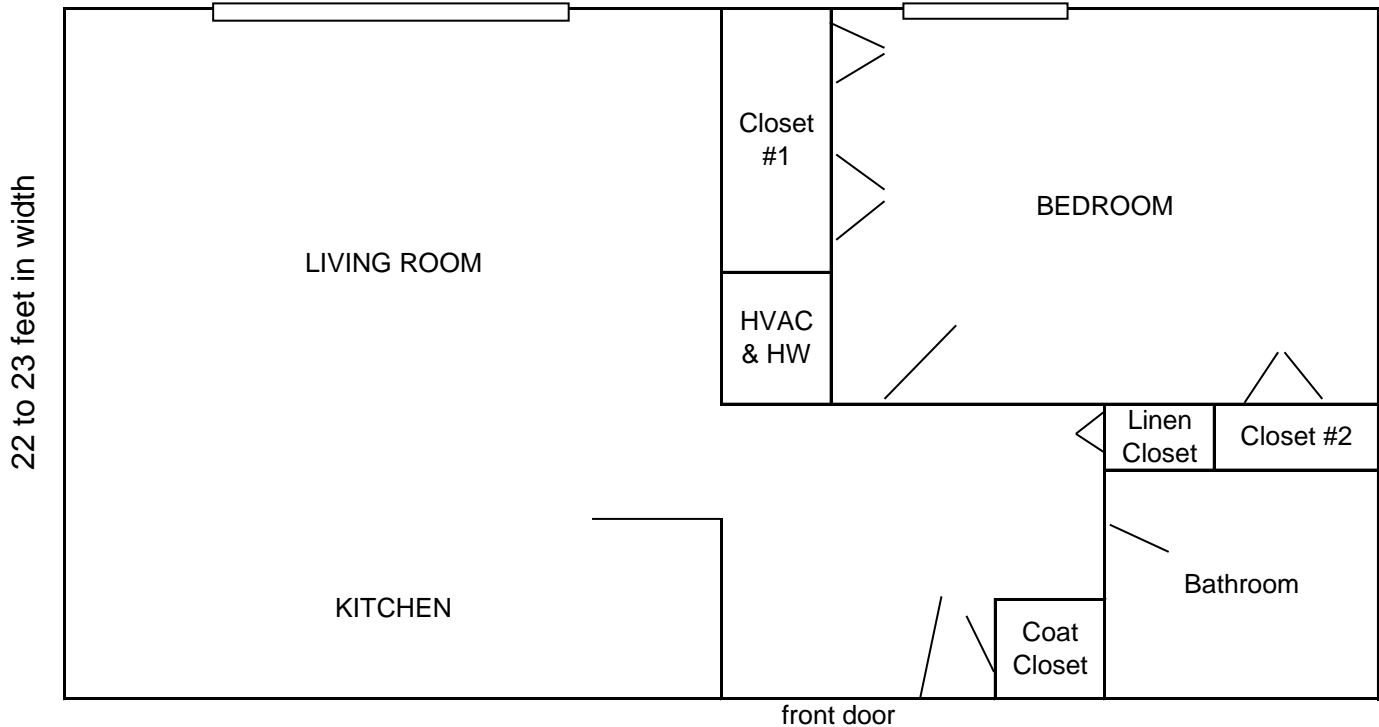 22 to 23 feet in width
LIVING ROOM
KITCHEN
Closet
#1
HVAC
& HW
BEDROOM
Linen
Closet
Closet #2
Bathroom
Coat
Closet
front door